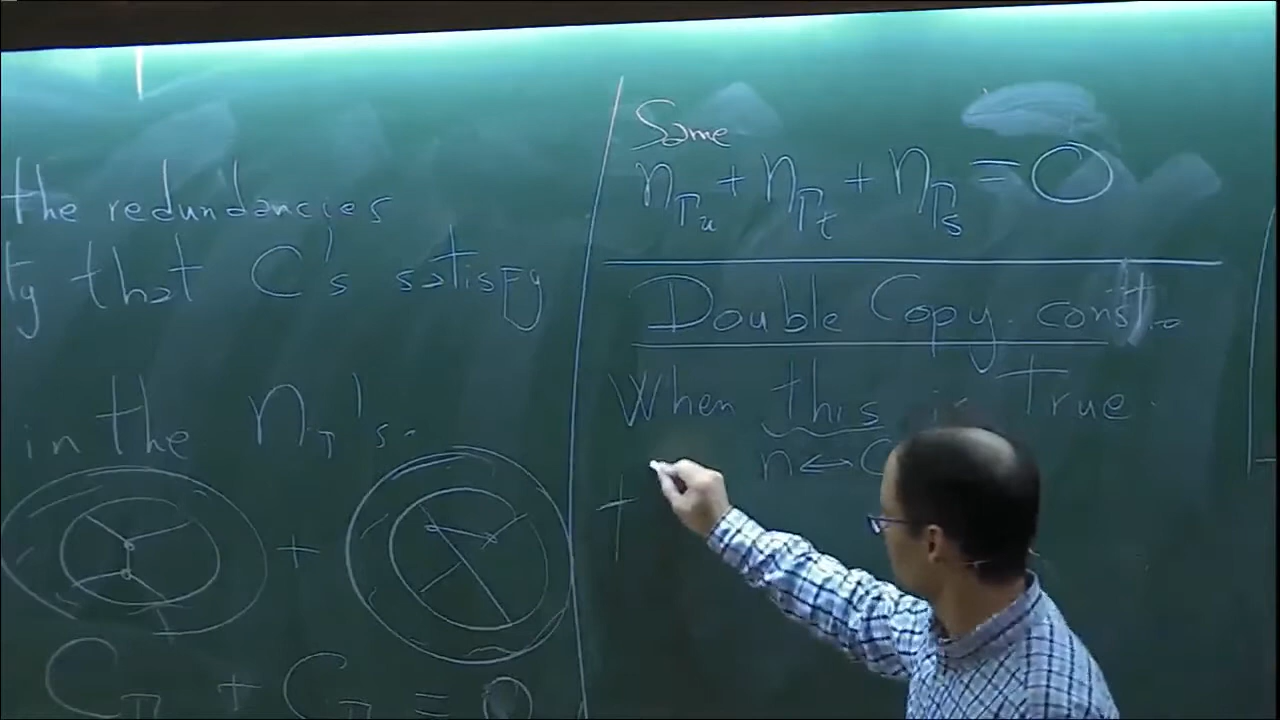 the redundancies
ty that C's satisfy
in the n_T's.
+
C_T + C_T = 0
Same
n_{T_u} + n_{T_t} + n_{T_s} = 0
Double Copy const.
When this is True.
n ↔ C
t